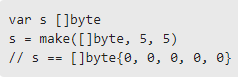 var s []byte
s = make([]byte, 5, 5)
// s == []byte{0, 0, 0, 0, 0}